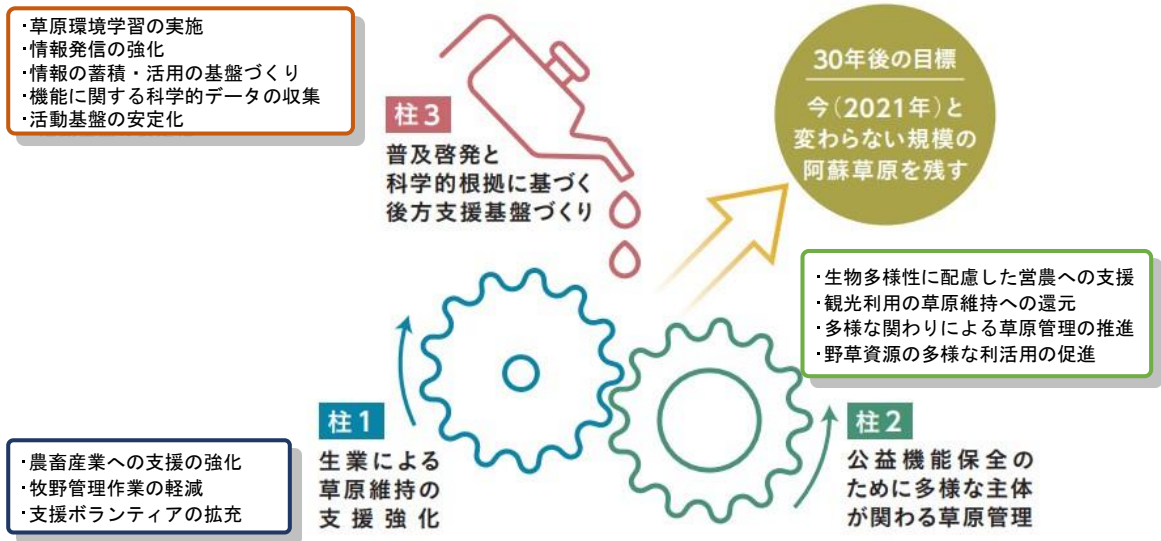 ・草原環境学習の実施
・情報発信の強化
・情報の蓄積・活用の基盤づくり
・機能に関する科学的データの収集
・活動基盤の安定化
柱3
普及啓発と
科学的根拠に基づく
後方支援基盤づくり
30年後の目標
今（2021年）と
変わらない規模の
阿蘇草原を残す
・生物多様性に配慮した営農への支援
・観光利用の草原維持への還元
・多様な関わりによる草原管理の推進
・野草資源の多様な利活用の促進
柱1
生業による
草原維持の
支援強化
・農畜産業への支援の強化
・牧野管理作業の軽減
・支援ボランティアの拡充
柱2
公益機能保全の
ために多様な主体
が関わる草原管理